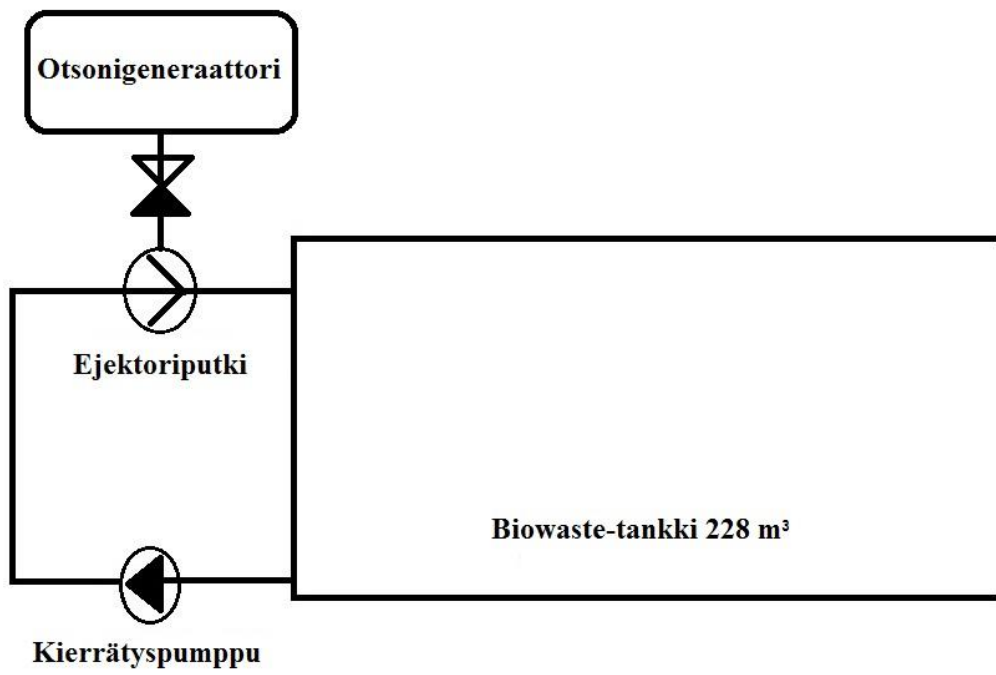 Otsonigeneraattori
Ejektoriputki
Biowaste-tankki 228 m³
Kierrätyspumppu